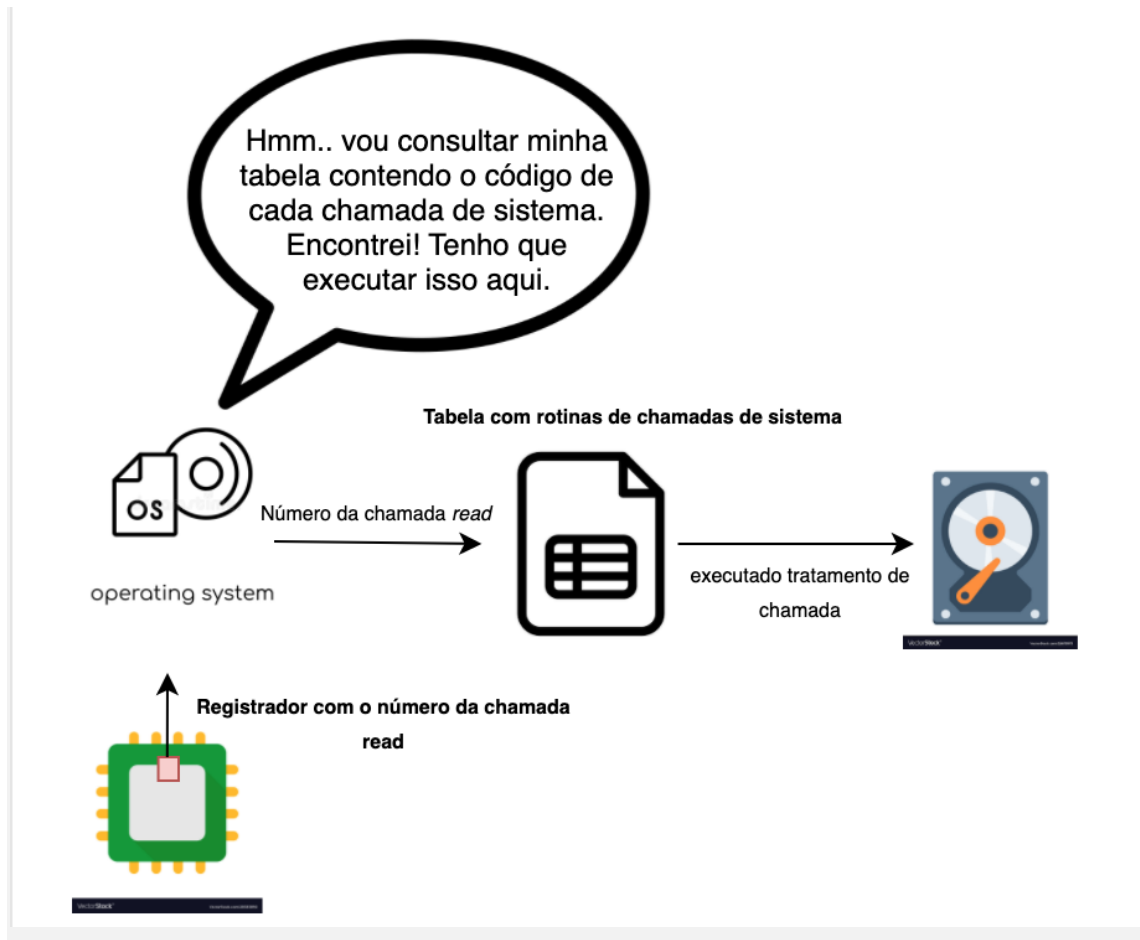 Hmm.. vou consultar minha
tabela contendo o código de
cada chamada de sistema.
Encontrei! Tenho que
executar isso aqui.
Tabela com rotinas de chamadas de sistema
OS
Número da chamada read
operating system
executado tratamento de
chamada
VectorStock
Registrador com o número da chamada
read
VectorStock